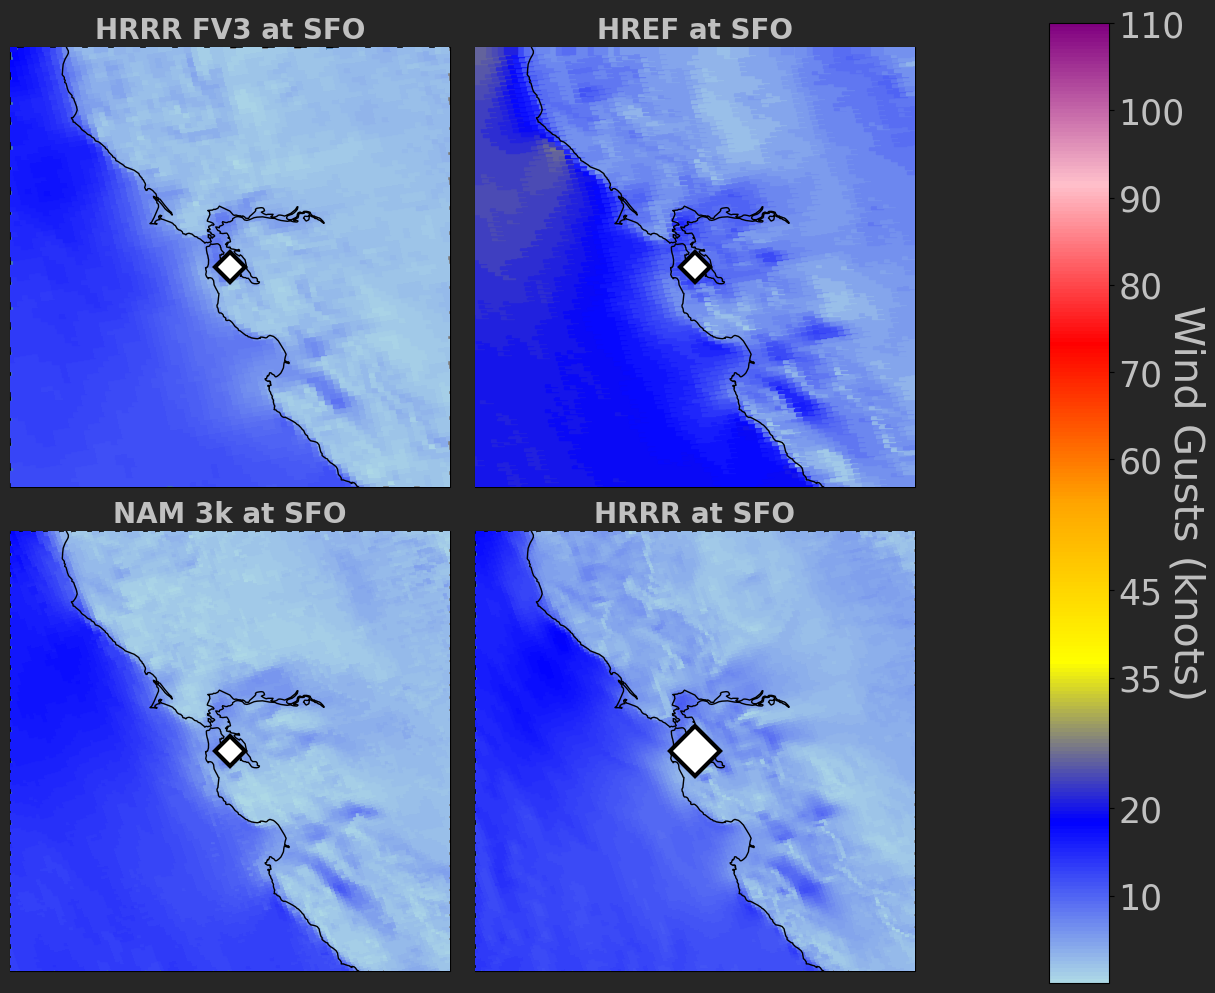 HRRR FV3 at SFO
HREF at SFO
NAM 3k at SFO
HRRR at SFO
110
100
90
80
70
60
45
35
20
10
Wind Gusts (knots)